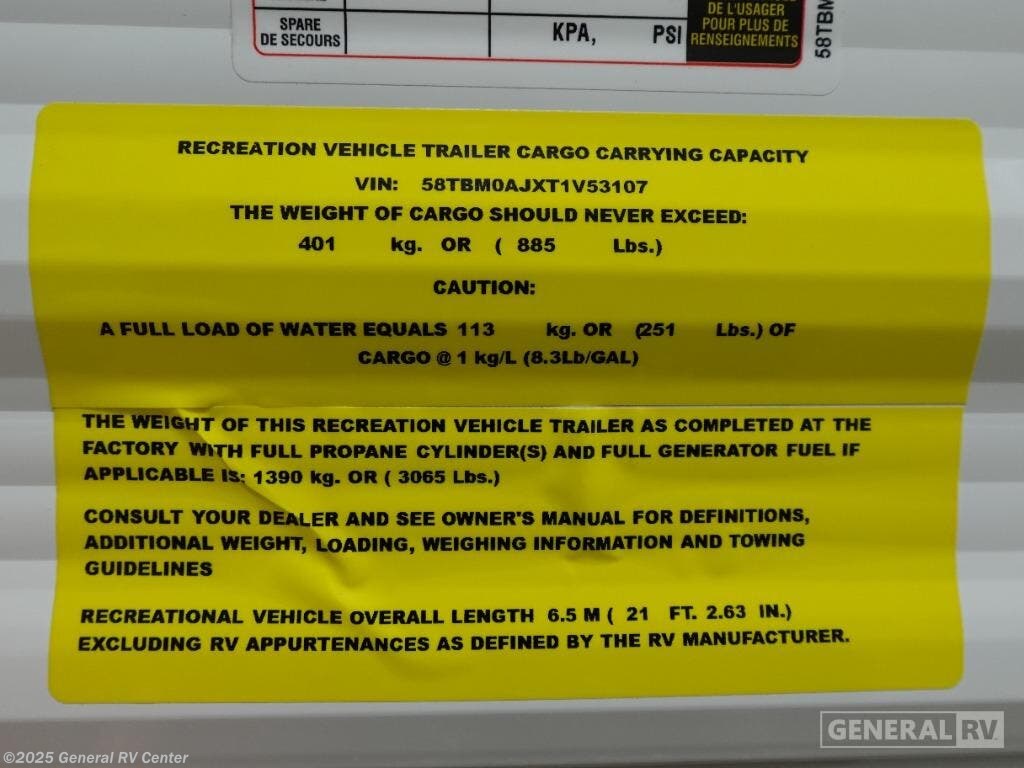 DE L'USAGER
POUR PLUS DE
RENSEIGNEMENTS
SPARE
DE SECOURS
KPA, PSI
58TBM
RECREATION VEHICLE TRAILER CARGO CARRYING CAPACITY
VIN: 58TBM0AJXT1V53107
THE WEIGHT OF CARGO SHOULD NEVER EXCEED:
401 kg. OR ( 885 Lbs.)
CAUTION:
A FULL LOAD OF WATER EQUALS 113 kg. OR (251 Lbs.) OF
CARGO @ 1 kg/L (8.3Lb/GAL)
THE WEIGHT OF THIS RECREATION VEHICLE TRAILER AS COMPLETED AT THE
FACTORY WITH FULL PROPANE CYLINDER(S) AND FULL GENERATOR FUEL IF
APPLICABLE IS: 1390 kg. OR ( 3065 Lbs.)
CONSULT YOUR DEALER AND SEE OWNER'S MANUAL FOR DEFINITIONS,
ADDITIONAL WEIGHT, LOADING, WEIGHING INFORMATION AND TOWING
GUIDELINES
RECREATIONAL VEHICLE OVERALL LENGTH 6.5 M ( 21 FT. 2.63 IN.)
EXCLUDING RV APPURTENANCES AS DEFINED BY THE RV MANUFACTURER.
GENERAL RV
©2025 General RV Center